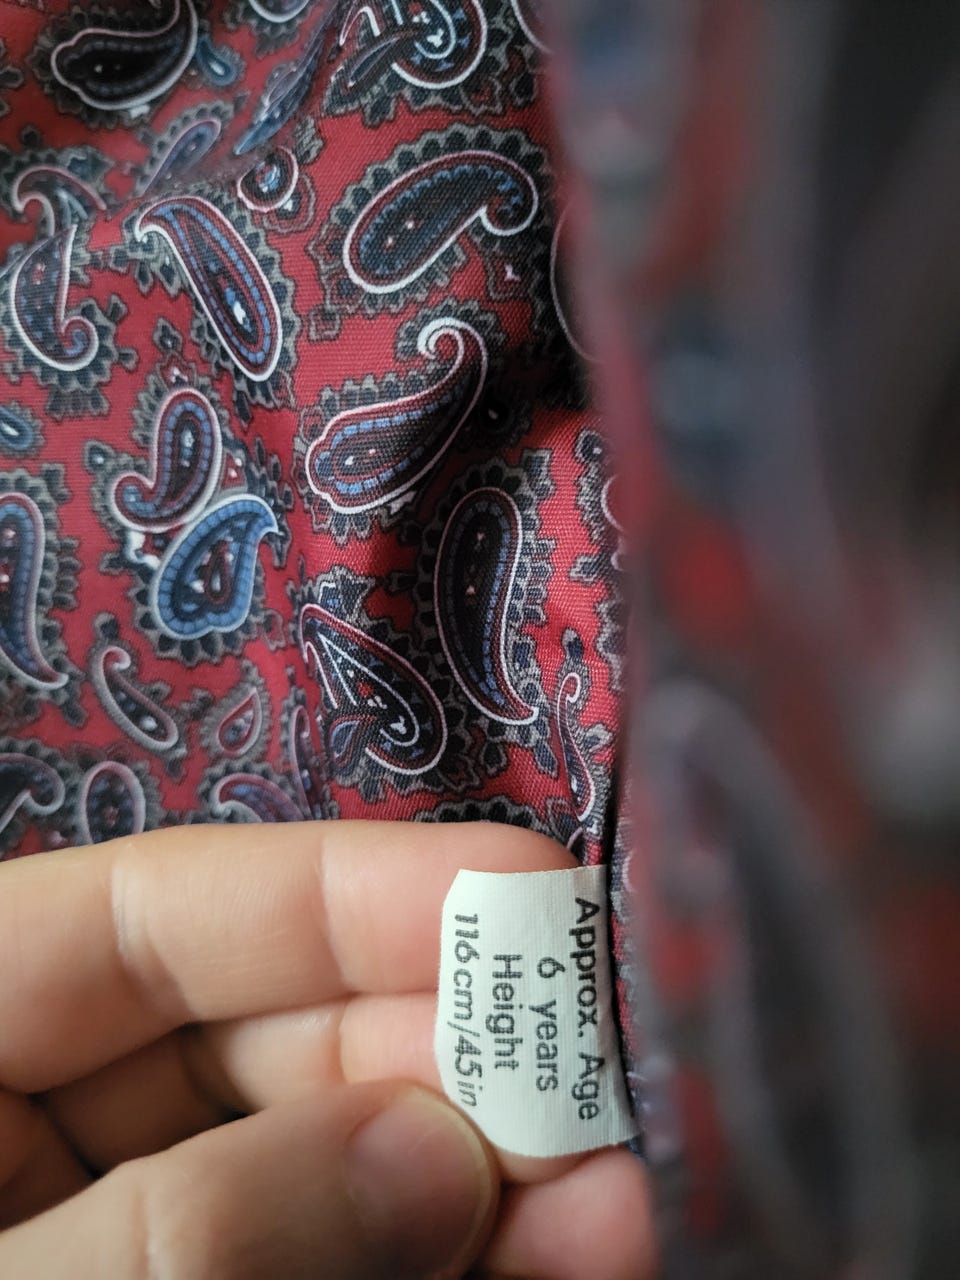 Approx. Age
6 years
Height
116cm/45in